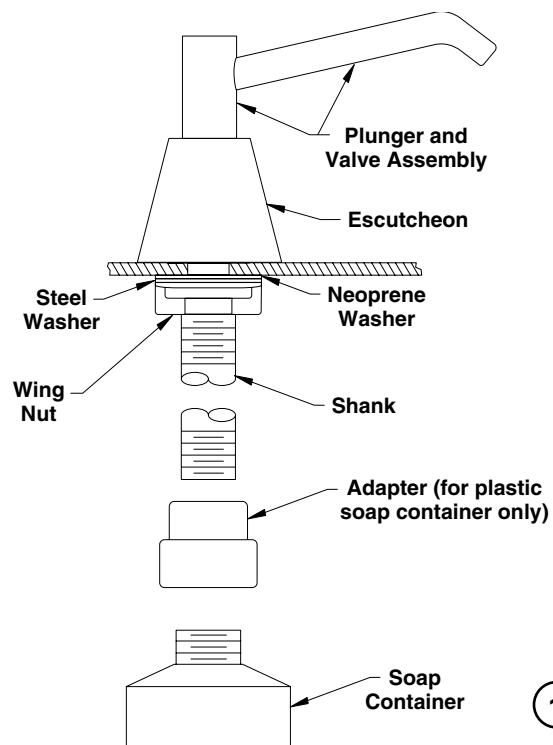 Plunger and
Valve Assembly
Escutcheon
Steel
Washer
Neoprene
Washer
Wing
Nut
Shank
Adapter (for plastic
soap container only)
Soap
Container